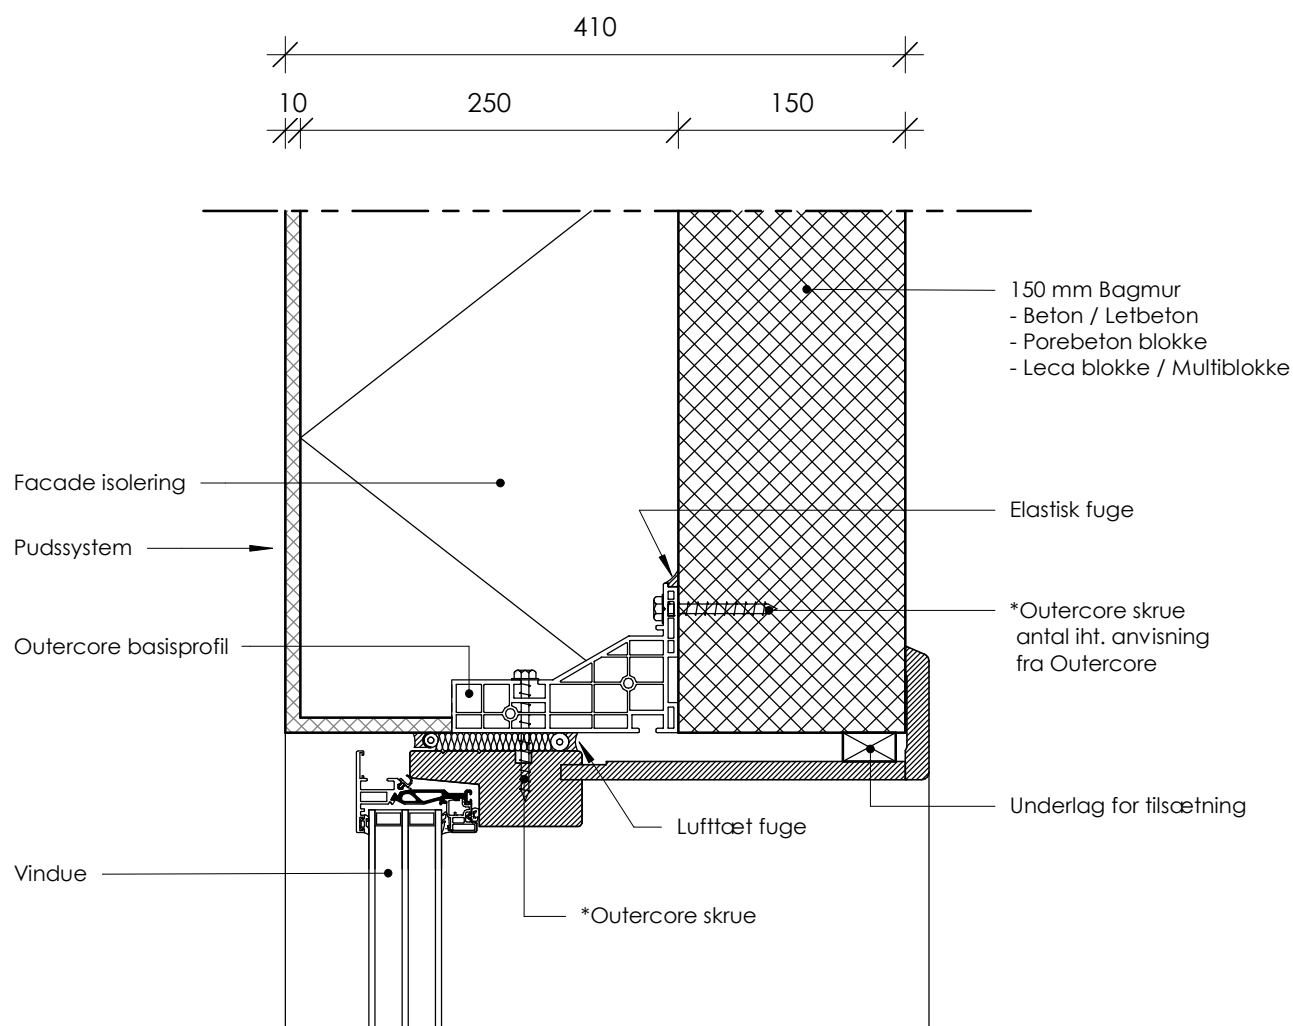 410
10
250
150
150 mm Bagmur
- Beton / Letbeton
- Porebeton blokke
- Leca blokke / Multiblokke
Facade isolering
Elastisk fuge
Pudssystem
*Outercore skrue
antal iht. anvisning
fra Outercore
Outercore basisprofil
Underlag for tilsætning
Lufttæt fuge
Vindue
*Outercore skrue